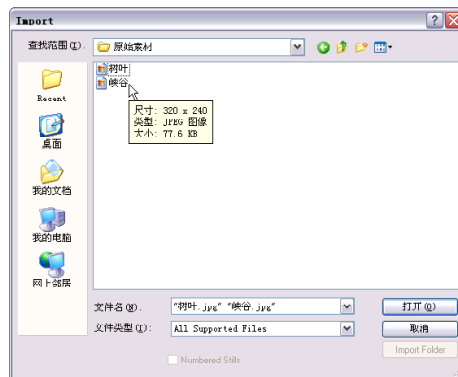 Import
查找范围(I): 原始素材
树叶
峡谷
尺寸: 320 x 240
类型: JPEG 图像
大小: 77.6 KB
Recent
桌面
我的文档
我的电脑
网上邻居
文件名(N): "树叶.jpg" "峡谷.jpg" 打开(O)
文件类型(T): All Supported Files 取消
Numbered Stills Import Folder